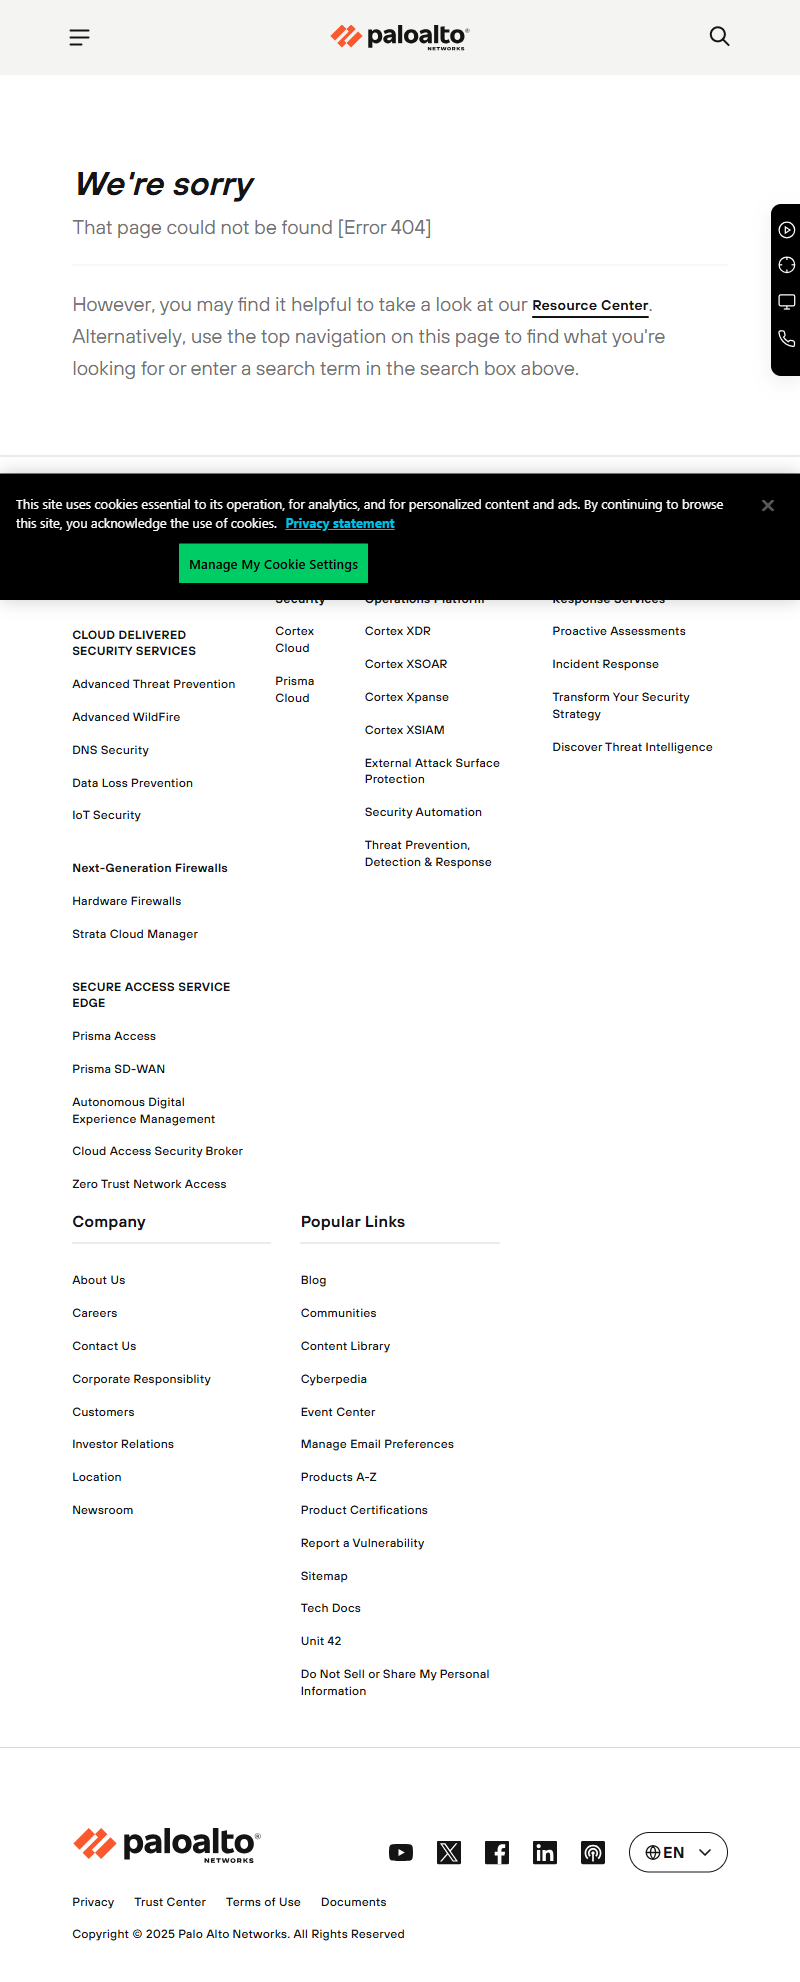 paloalto®
NETWORKS
We're sorry
That page could not be found [Error 404]
However, you may find it helpful to take a look at our Resource Center.
Alternatively, use the top navigation on this page to find what you're
looking for or enter a search term in the search box above.
This site uses cookies essential to its operation, for analytics, and for personalized content and ads. By continuing to browse
this site, you acknowledge the use of cookies. Privacy statement
Manage My Cookie Settings
CLOUD DELIVERED
SECURITY SERVICES
Advanced Threat Prevention
Advanced WildFire
DNS Security
Data Loss Prevention
IoT Security
Next-Generation Firewalls
Hardware Firewalls
Strata Cloud Manager
SECURE ACCESS SERVICE
EDGE
Prisma Access
Prisma SD-WAN
Autonomous Digital
Experience Management
Cloud Access Security Broker
Zero Trust Network Access
Security
Cortex
Cloud
Prisma
Cloud
Operations Platform
Cortex XDR
Cortex XSOAR
Cortex Xpanse
Cortex XSIAM
External Attack Surface
Protection
Security Automation
Threat Prevention,
Detection & Response
Response Services
Proactive Assessments
Incident Response
Transform Your Security
Strategy
Discover Threat Intelligence
Company
About Us
Careers
Contact Us
Corporate Responsiblity
Customers
Investor Relations
Location
Newsroom
Popular Links
Blog
Communities
Content Library
Cyberpedia
Event Center
Manage Email Preferences
Products A-Z
Product Certifications
Report a Vulnerability
Sitemap
Tech Docs
Unit 42
Do Not Sell or Share My Personal
Information
paloalto®
NETWORKS
EN
Privacy Trust Center Terms of Use Documents
Copyright © 2025 Palo Alto Networks. All Rights Reserved